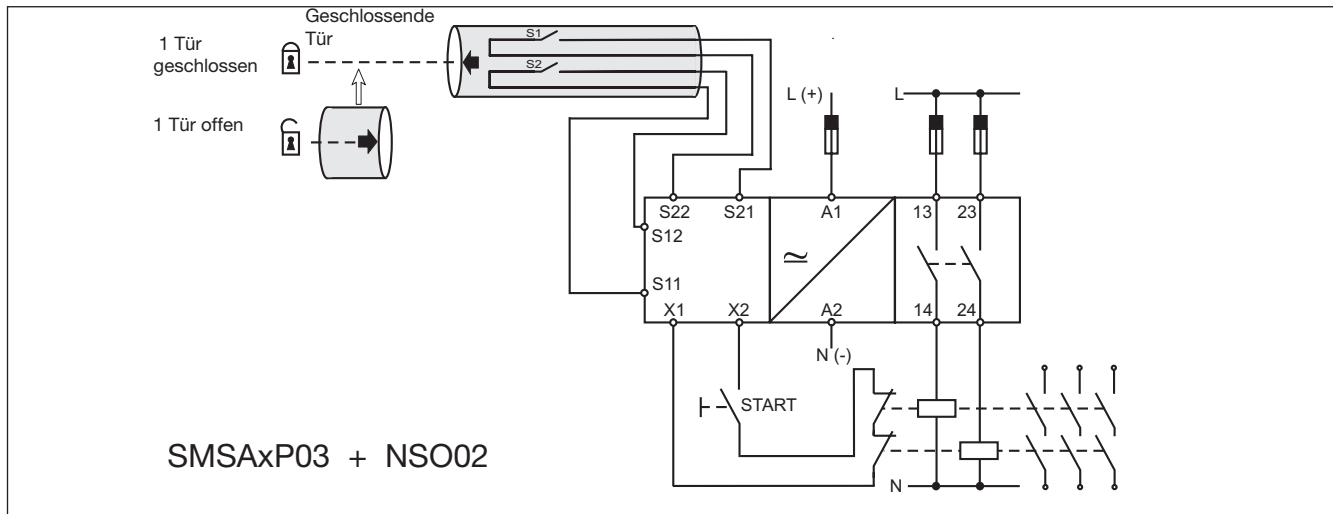 Geschlossende
Tür
1 Tür
geschlossen
1 Tür offen
S1
S2
L (+)
L
S22 S21 A1 13 23
S12
S11
X1 X2 A2 14 24
N (-)
START
N
SMSAxP03 + NSO02